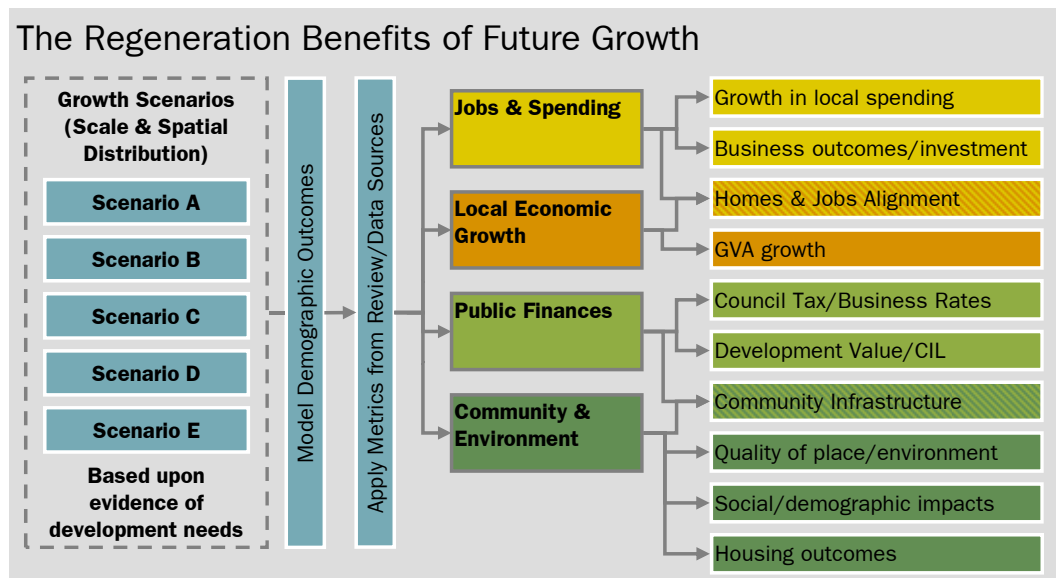 The Regeneration Benefits of Future Growth
Growth Scenarios
(Scale & Spatial
Distribution)
Scenario A
Scenario B
Scenario C
Scenario D
Scenario E
Based upon
evidence of
development needs
Model Demographic Outcomes
Apply Metrics from Review/Data Sources
Jobs & Spending
Local Economic
Growth
Public Finances
Community &
Environment
Growth in local spending
Business outcomes/investment
Homes & Jobs Alignment
GVA growth
Council Tax/Business Rates
Development Value/CIL
Community Infrastructure
Quality of place/environment
Social/demographic impacts
Housing outcomes